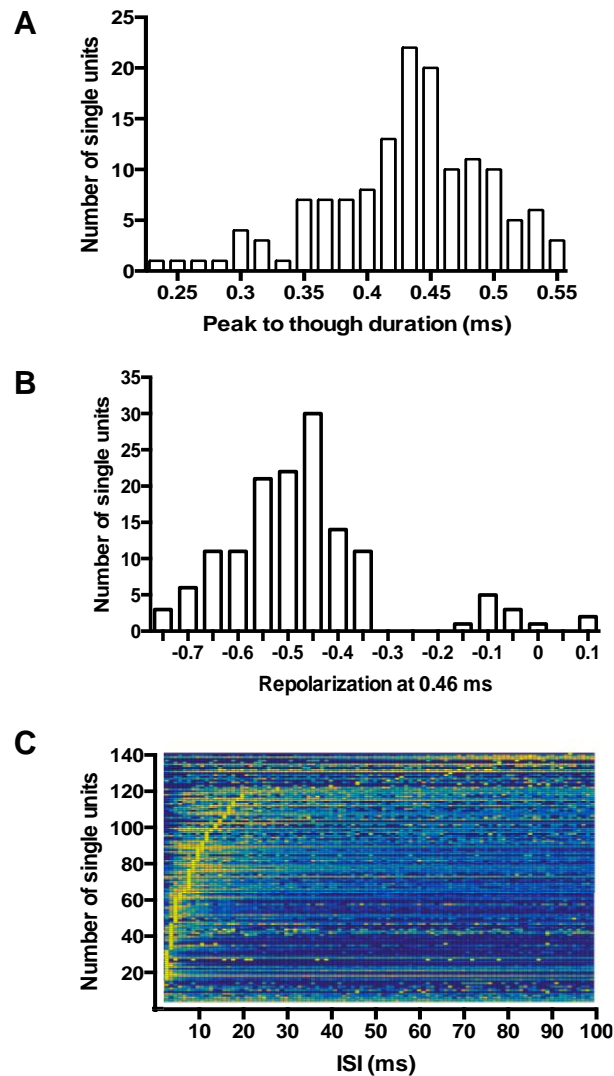 A
Number of single units
25
20
15
10
5
0
0.25 0.3 0.35 0.4 0.45 0.5 0.55
Peak to though duration (ms)
B
Number of single units
35
30
25
20
15
10
5
0
-0.7 -0.6 -0.5 -0.4 -0.3 -0.2 -0.1 0 0.1
Repolarization at 0.46 ms
C
Number of single units
140
120
100
80
60
40
20
10 20 30 40 50 60 70 80 90 100
ISI (ms)